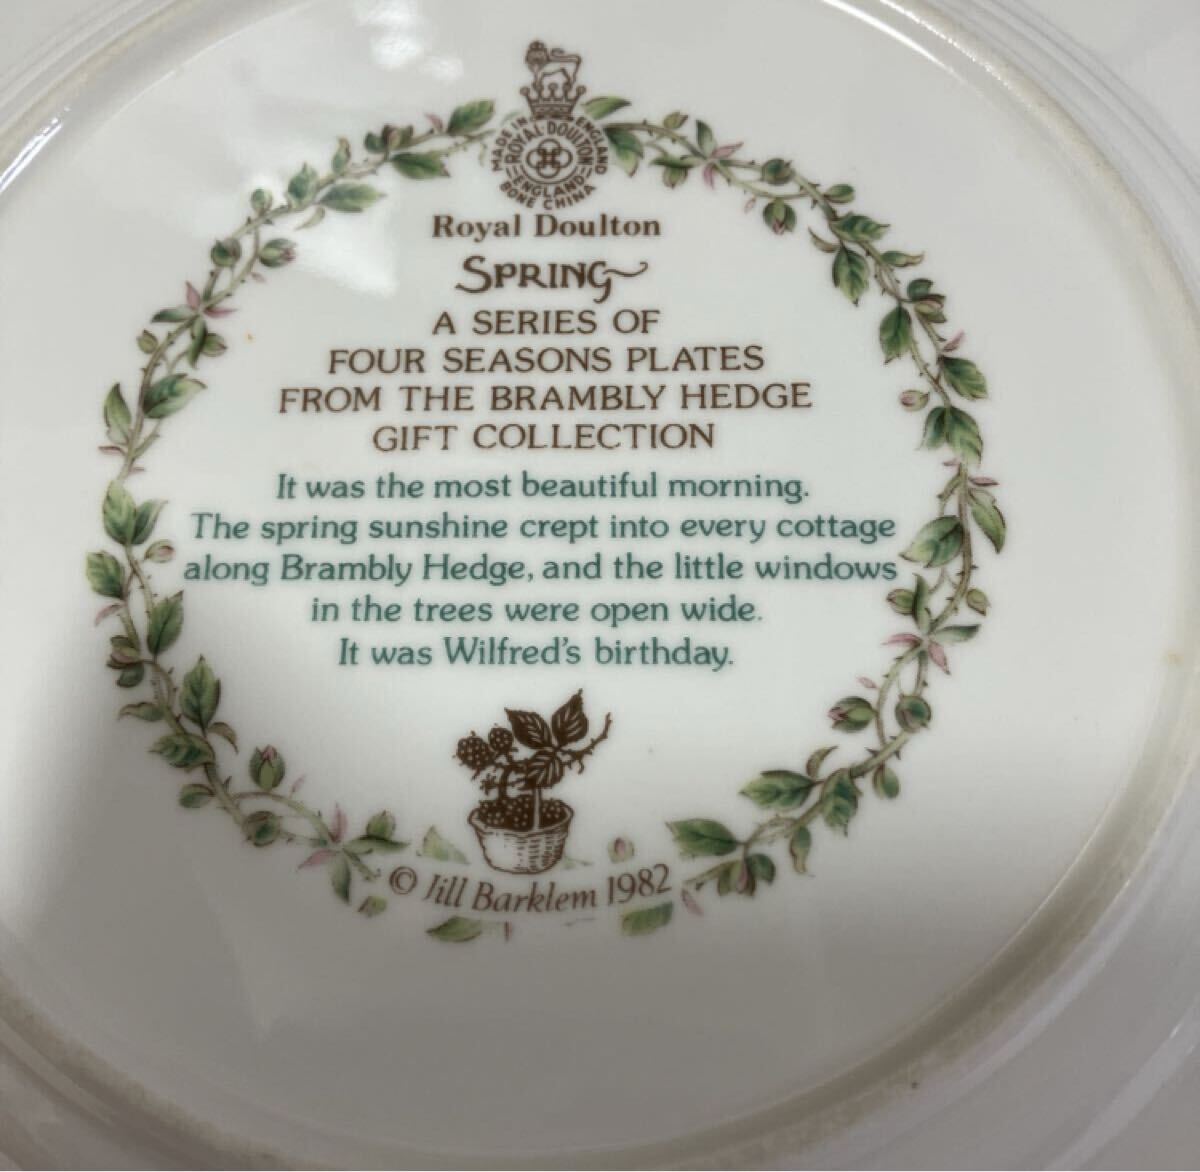 MADE IN ENGLAND
ROYAL DOULTON
ENGLAND
BONE CHINA
Royal Doulton
SPRING
A SERIES OF
FOUR SEASONS PLATES
FROM THE BRAMBLY HEDGE
GIFT COLLECTION
It was the most beautiful morning.
The spring sunshine crept into every cottage
along Brambly Hedge, and the little windows
in the trees were open wide.
It was Wilfred's birthday.
© Jill Barklem 1982